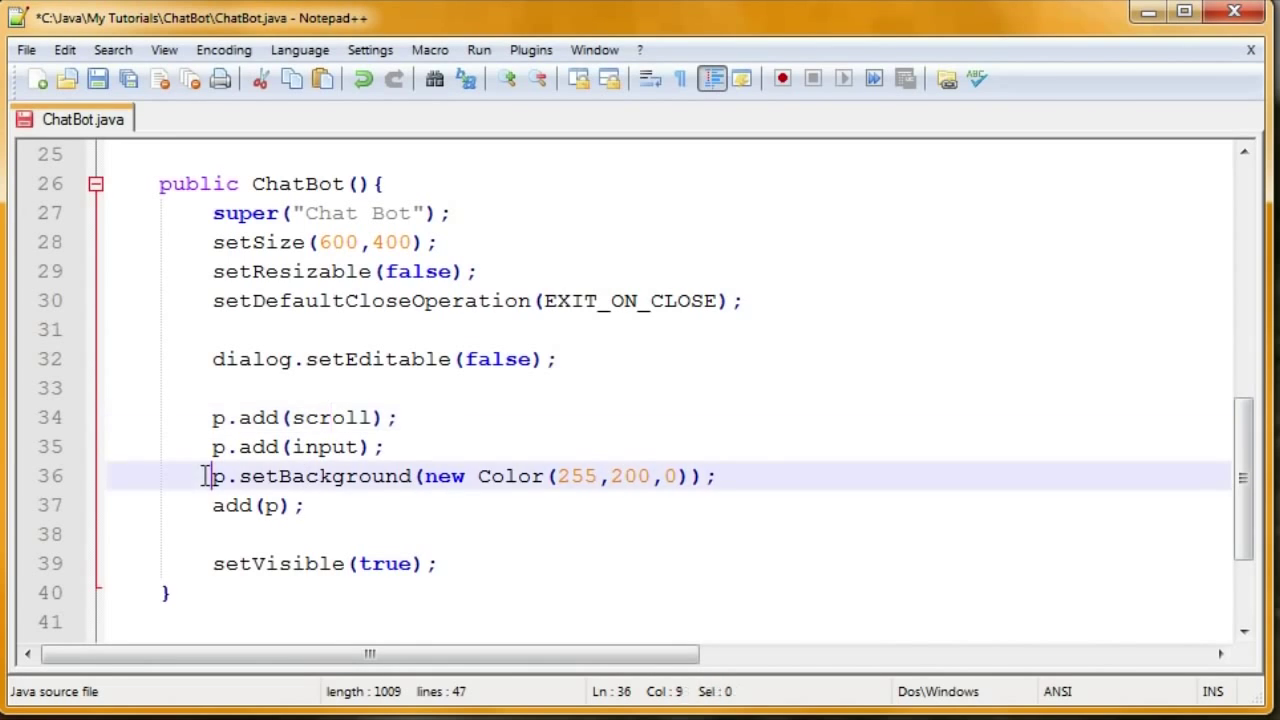 *C:\Java\My Tutorials\ChatBot\ChatBot.java - Notepad++
File Edit Search View Encoding Language Settings Macro Run Plugins Window ? X
ABC
ChatBot.java
25
26 public ChatBot(){
27 super("Chat Bot");
28 setSize(600,400);
29 setResizable(false);
30 setDefaultCloseOperation(EXIT_ON_CLOSE);
31
32 dialog.setEditable(false);
33
34 p.add(scroll);
35 p.add(input);
36 p.setBackground(new Color(255,200,0));
37 add(p);
38
39 setVisible(true);
40 }
41
Java source file length : 1009 lines : 47 Ln : 36 Col : 9 Sel : 0 Dos\Windows ANSI INS